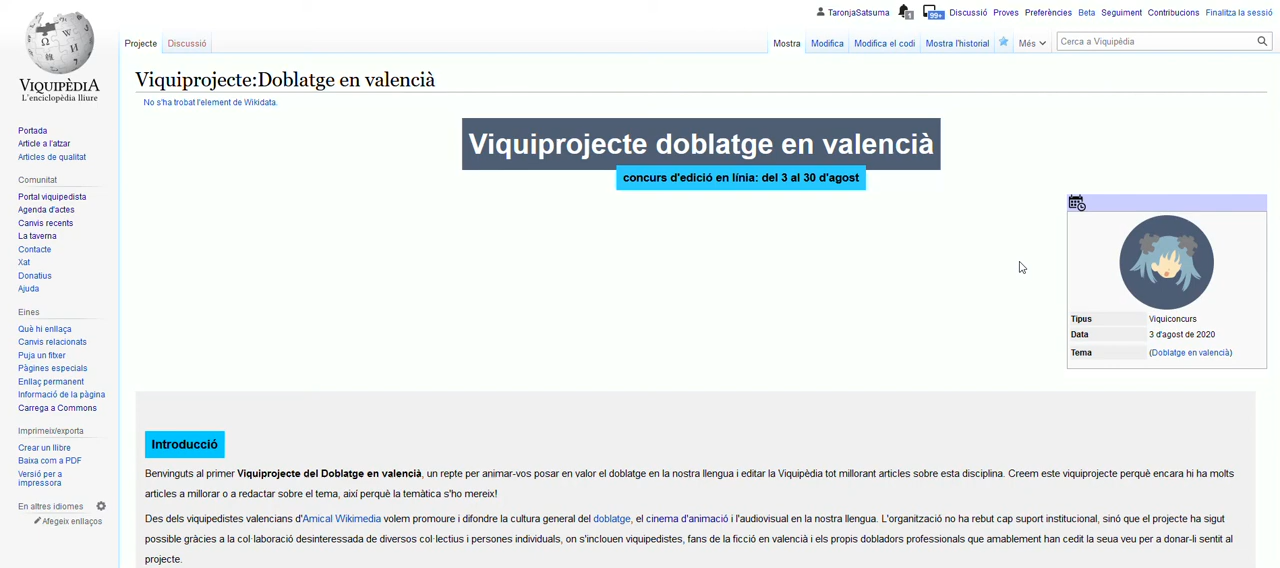 TaronjaSatsuma 1 99+ Discussió Proves Preferències Beta Seguiment Contribucions Finalitza la sessió
Projecte Discussió Mostra Modifica Modifica el codi Mostra l'historial Més Cerca a Viquipèdia
VIQUIPÈDIA
L'enciclopèdia lliure
Portada
Article a l'atzar
Articles de qualitat
Comunitat
Portal viquipedista
Agenda d'actes
Canvis recents
La taverna
Contacte
Xat
Donatius
Ajuda
Eines
Què hi enllaça
Canvis relacionats
Puja un fitxer
Pàgines especials
Enllaç permanent
Informació de la pàgina
Carrega a Commons
Imprimeix/exporta
Crear un llibre
Baixa com a PDF
Versió per a
impressora
En altres idiomes
Afegeix enllaços
Viquiprojecte:Doblatge en valencià
No s'ha trobat l'element de Wikidata.
Viquiprojecte doblatge en valencià
concurs d'edició en línia: del 3 al 30 d'agost
Tipus Viquiconcurs
Data 3 d'agost de 2020
Tema (Doblatge en valencià)
Introducció
Benvinguts al primer Viquiprojecte del Doblatge en valencià, un repte per animar-vos posar en valor el doblatge en la nostra llengua i editar la Viquipèdia tot millorant articles sobre esta disciplina. Creem este viquiprojecte perquè encara hi ha molts
articles a millorar o a redactar sobre el tema, així perquè la temàtica s'ho mereix!
Des dels viquipedistes valencians d'Amical Wikimedia volem promoure i difondre la cultura general del doblatge, el cinema d'animació i l'audiovisual en la nostra llengua. L'organització no ha rebut cap suport institucional, sinó que el projecte ha sigut
possible gràcies a la col·laboració desinteressada de diversos col·lectius i persones individuals, on s'inclouen viquipedistes, fans de la ficció en valencià i els propis dobladors professionals que amablement han cedit la seua veu per a donar-li sentit al
projecte.